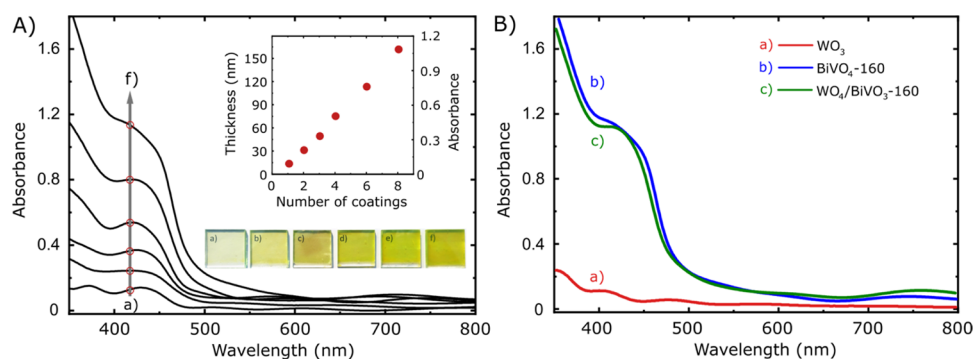 A)
Absorbance
1.6
1.2
0.8
0.4
0
f)
a)
Thickness (nm)
150
120
90
60
30
0
1.2
0.9
0.6
0.3
0
Absorbance
0 2 4 6 8
Number of coatings
a) b) c) d) e) f)
400 500 600 700 800
Wavelength (nm)
B)
Absorbance
1.6
1.2
0.8
0.4
0
b)
c)
a)
a) WO₃
b) BiVO₄-160
c) WO₄/BiVO₃-160
400 500 600 700 800
Wavelength (nm)